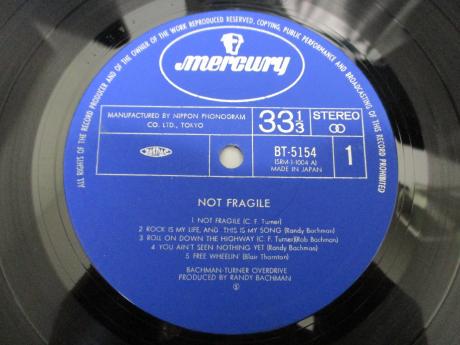 ALL RIGHTS OF THE RECORD PRODUCER AND OF THE OWNER OF THE WORK REPRODUCED RESERVED, COPYING, PUBLIC PERFORMANCE AND BROADCASTING OF THIS RECORD PROHIBITED
mercury
MANUFACTURED BY NIPPON PHONOGRAM
CO. LTD., TOKYO
33 1/3
STEREO
BT-5154
(SRM-1-1004 A)
MADE IN JAPAN
1
NOT FRAGILE
1 NOT FRAGILE (C. F. Turner)
2 ROCK IS MY LIFE, AND THIS IS MY SONG (Randy Bachman)
3 ROLL ON DOWN THE HIGHWAY (C. F. Turner)(Rob Bachman)
4 YOU AIN'T SEEN NOTHING YET (Randy Bachman)
5 FREE WHEELIN' (Blair Thornton)
BACHMAN-TURNER OVERDRIVE
PRODUCED BY RANDY BACHMAN
Ⓢ